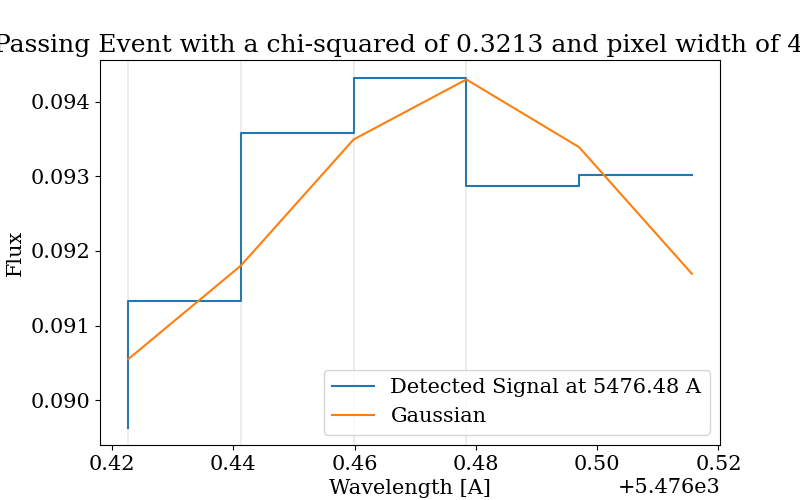 Passing Event with a chi-squared of 0.3213 and pixel width of 4
0.094
0.093
0.092
0.091
0.090
Flux
Detected Signal at 5476.48 A
Gaussian
0.42
0.44
0.46
0.48
0.50
0.52
Wavelength [A]
+5.476e3